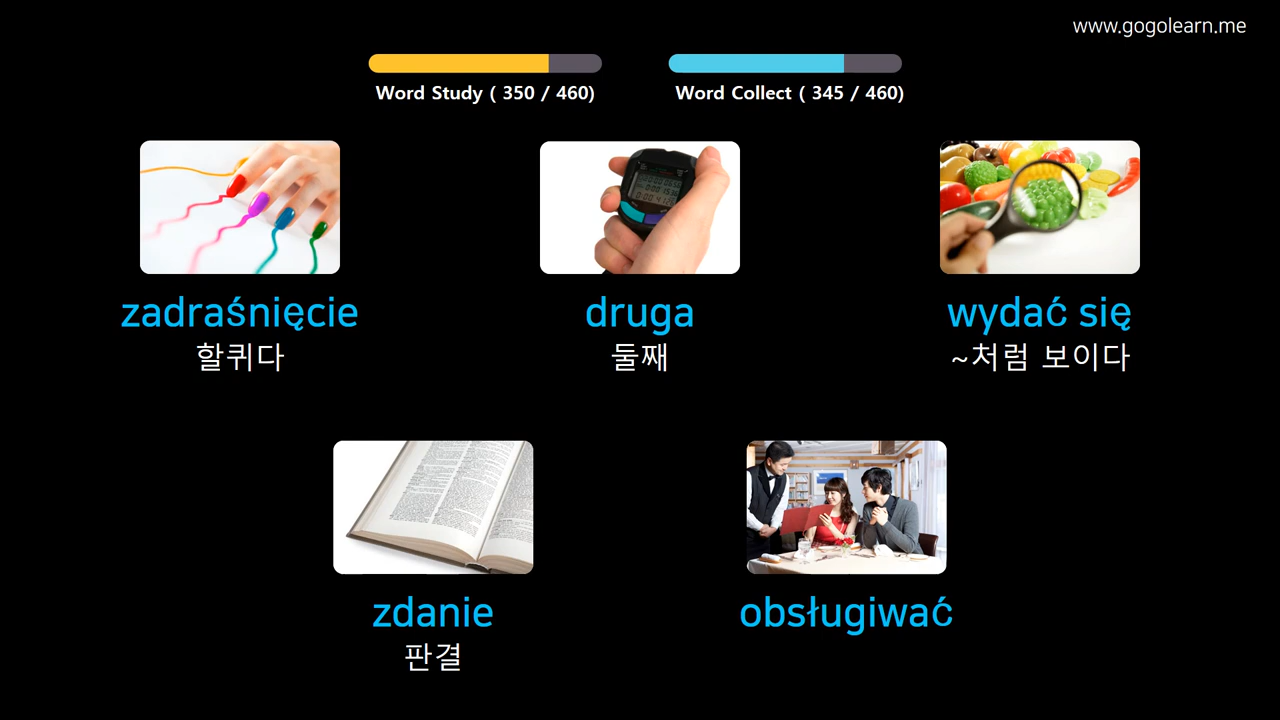 www.gogolearn.me
Word Study ( 350 / 460)
Word Collect ( 345 / 460)
zadraśnięcie
할퀴다
druga
둘째
wydać się
~처럼 보이다
zdanie
판결
obsługiwać